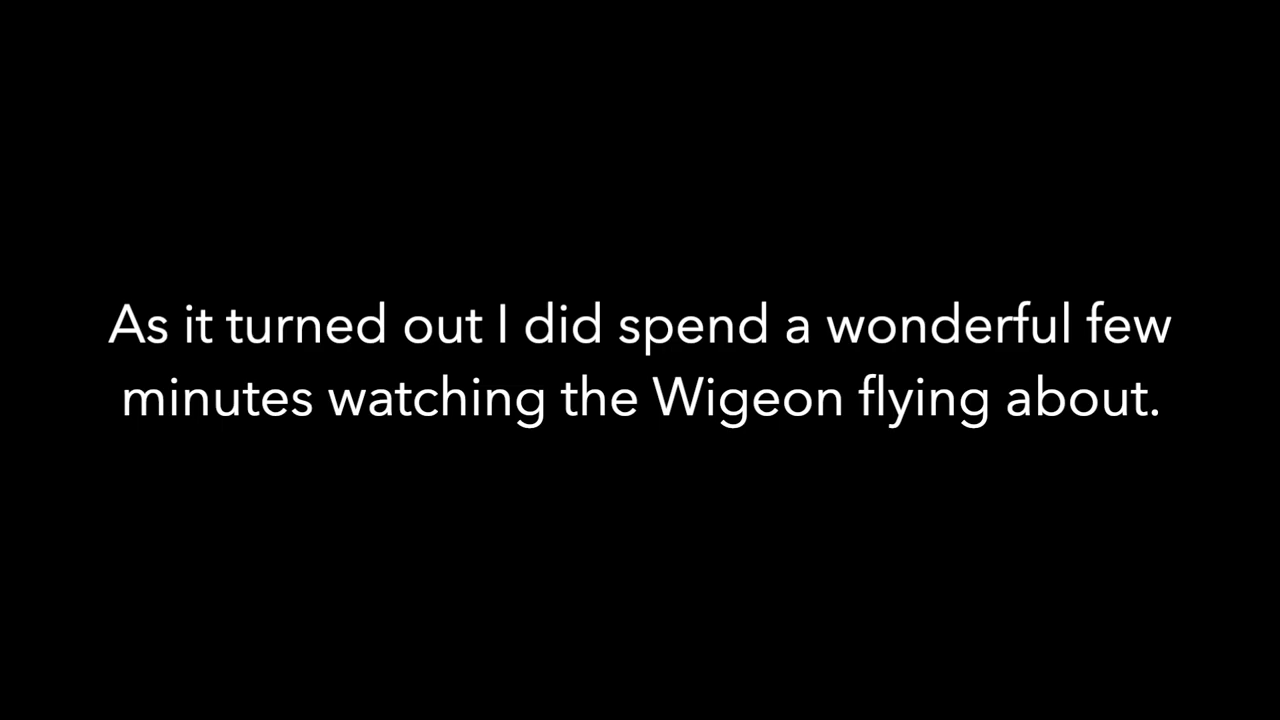 As it turned out I did spend a wonderful few
minutes watching the Wigeon flying about.